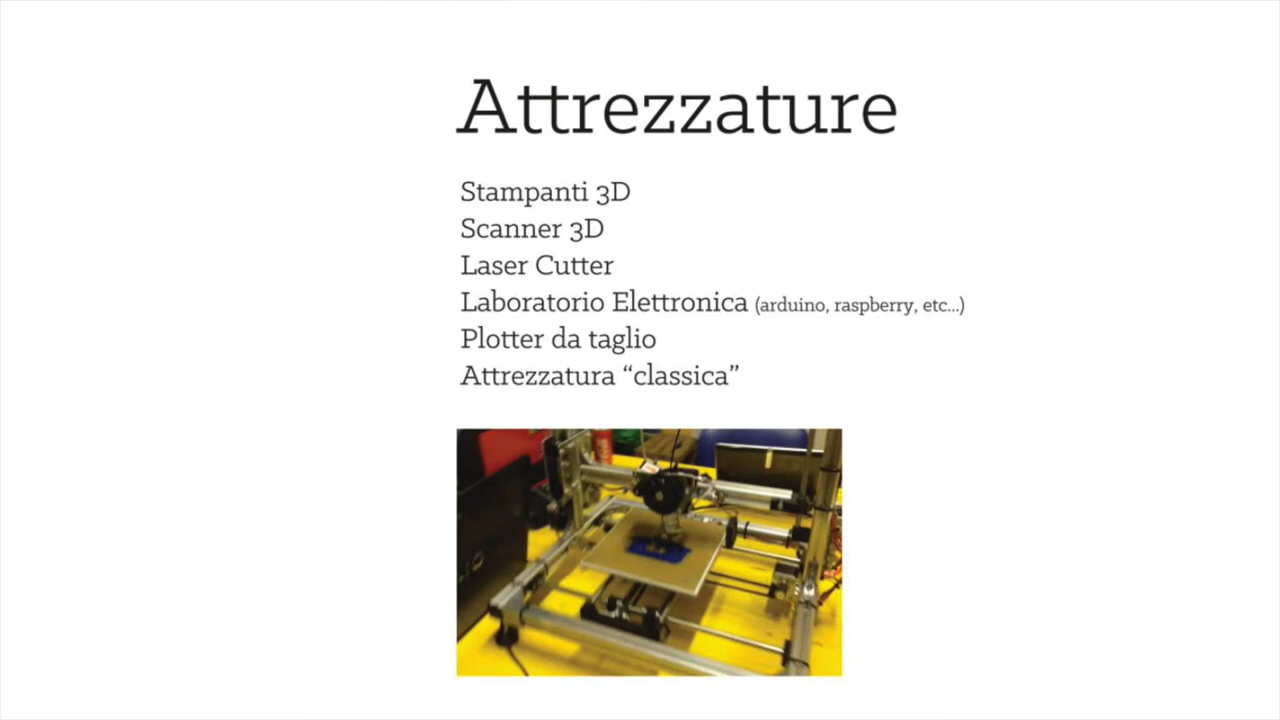 Attrezzature
Stampanti 3D
Scanner 3D
Laser Cutter
Laboratorio Elettronica (arduino, raspberry, etc...)
Plotter da taglio
Attrezzatura “classica”